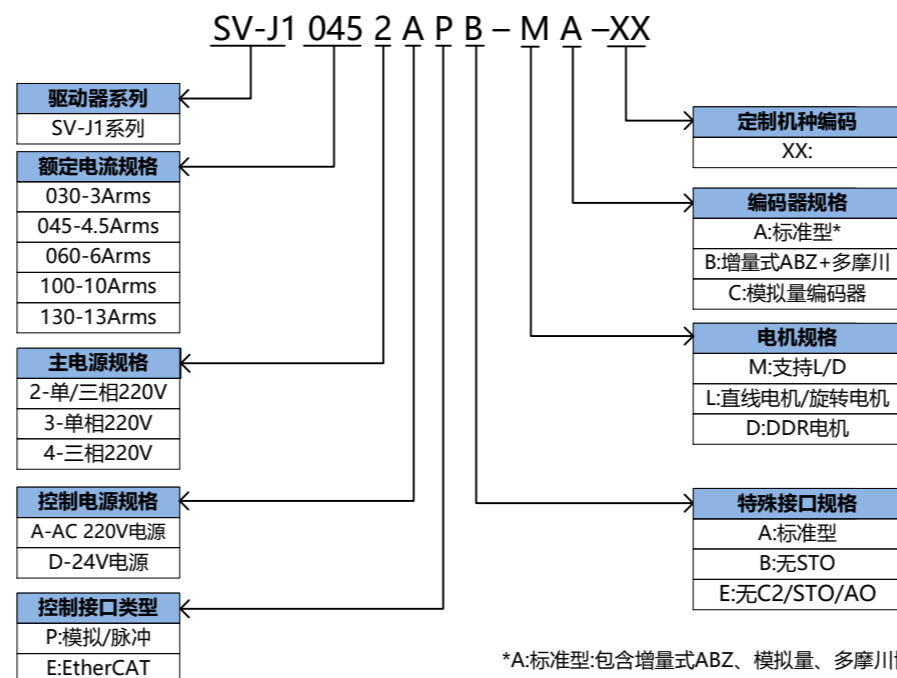 SV-J1 045 2 A P B – M A –XX
驱动器系列
SV-J1系列
额定电流规格
030-3Arms
045-4.5Arms
060-6Arms
100-10Arms
130-13Arms
主电源规格
2-单/三相220V
3-单相220V
4-三相220V
控制电源规格
A-AC 220V电源
D-24V电源
控制接口类型
P:模拟/脉冲
E:EtherCAT
定制机种编码
XX:
编码器规格
A:标准型*
B:增量式ABZ+多摩川
C:模拟量编码器
电机规格
M:支持L/D
L:直线电机/旋转电机
D:DDR电机
特殊接口规格
A:标准型
B:无STO
E:无C2/STO/AO
*A:标准型:包含增量式ABZ、模拟量、多摩川